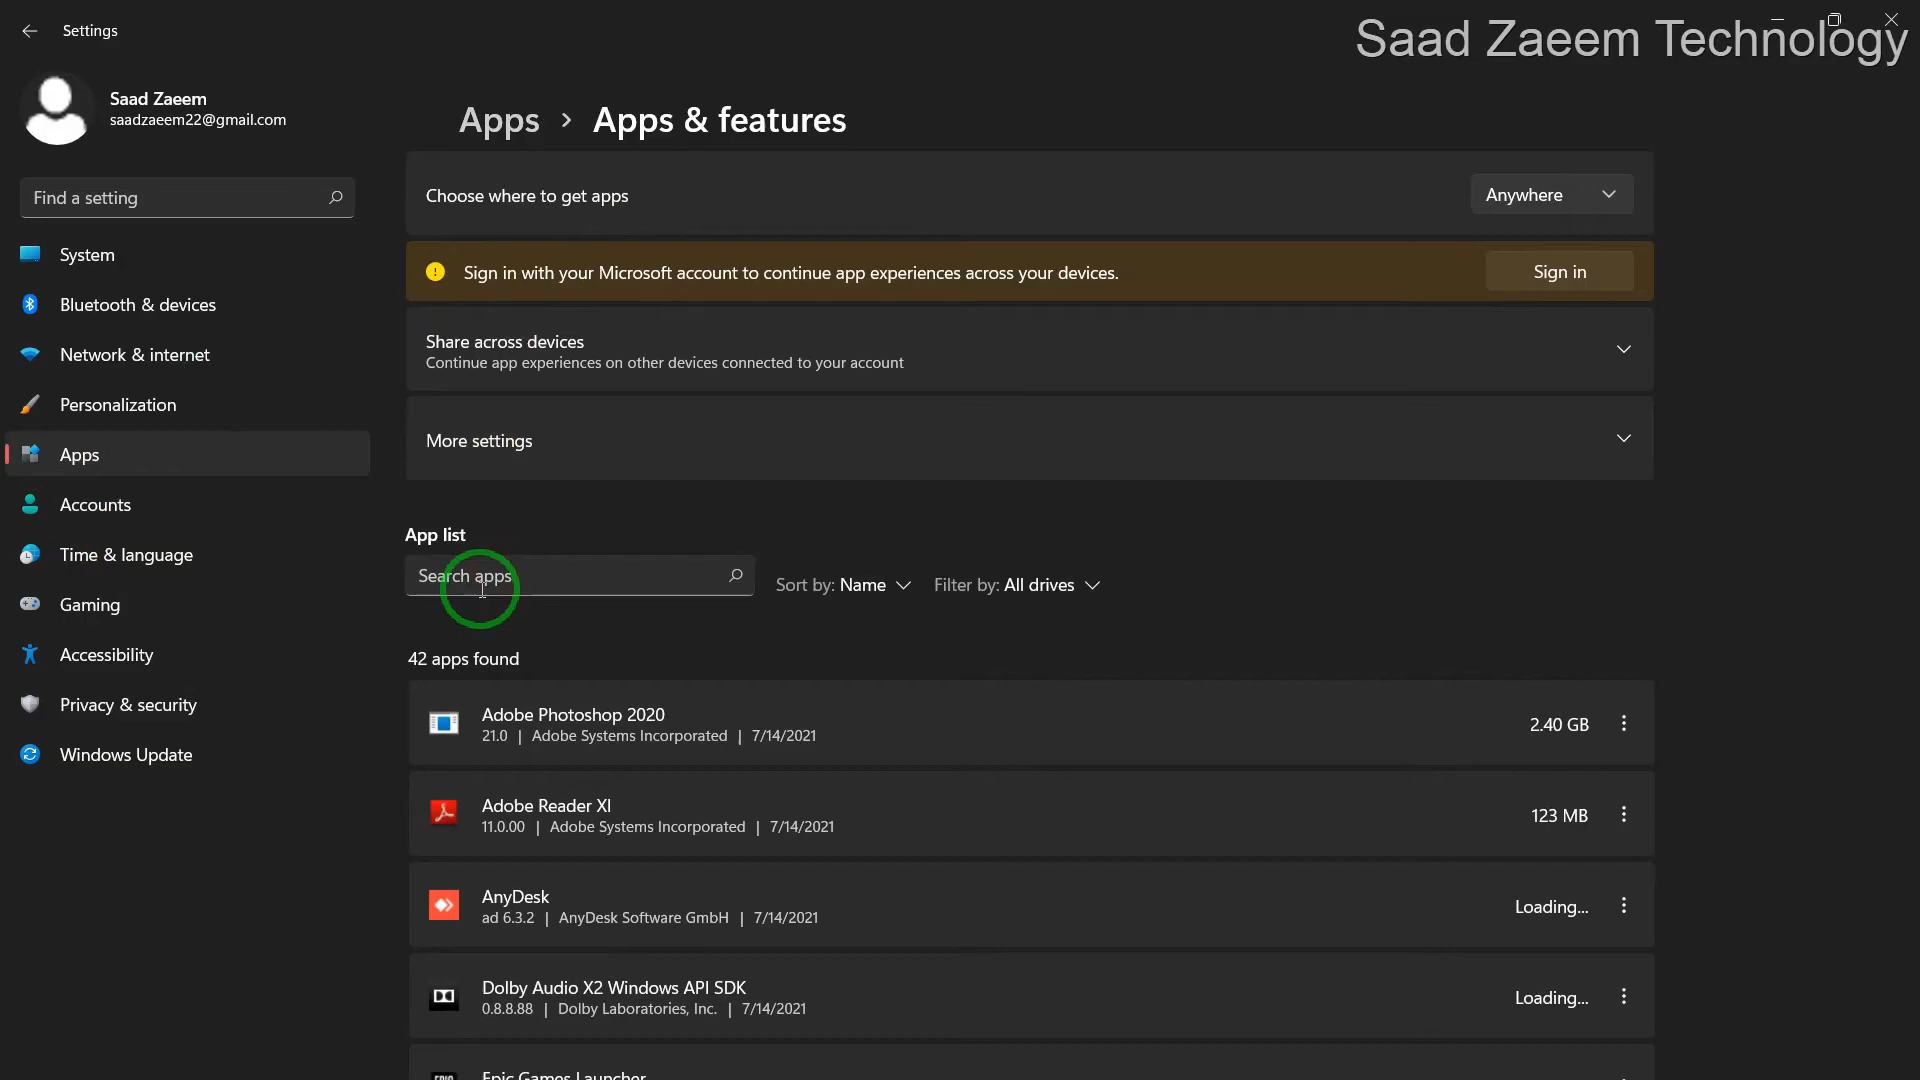 Settings
Saad Zaeem Technology
Saad Zaeem
saadzaeem22@gmail.com
Find a setting
System
Bluetooth & devices
Network & internet
Personalization
Apps
Accounts
Time & language
Gaming
Accessibility
Privacy & security
Windows Update
Apps > Apps & features
Choose where to get apps
Anywhere
Sign in with your Microsoft account to continue app experiences across your devices.
Sign in
Share across devices
Continue app experiences on other devices connected to your account
More settings
App list
Search apps
Sort by: Name
Filter by: All drives
42 apps found
Adobe Photoshop 2020
21.0 | Adobe Systems Incorporated | 7/14/2021
2.40 GB
Adobe Reader XI
11.0.00 | Adobe Systems Incorporated | 7/14/2021
123 MB
AnyDesk
ad 6.3.2 | AnyDesk Software GmbH | 7/14/2021
Loading...
Dolby Audio X2 Windows API SDK
0.8.8.88 | Dolby Laboratories, Inc. | 7/14/2021
Loading...
Epic Games Launcher